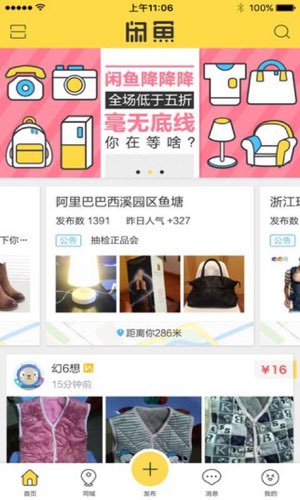 上午11:06
100%
闲鱼
闲鱼降降降
全场低于五折
毫无底线
你在等啥?
阿里巴巴西溪园区鱼塘
浙江理
发布数 1391 昨日人气 +327
发布
公告 抽检正品会
下你...
公告
距离你286米
幻6想
¥16
15分钟前
首页
同城
发布
消息
我的